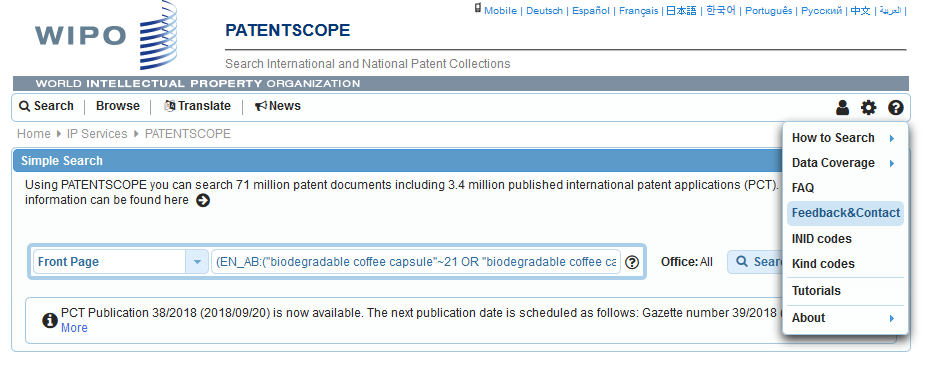 WIPO
Mobile | Deutsch | Español | Français | 日本語 | 한국어 | Português | Русский | 中文 | العربية |
PATENTSCOPE
Search International and National Patent Collections
WORLD INTELLECTUAL PROPERTY ORGANIZATION
Search Browse Translate News
Home IP Services PATENTSCOPE
Simple Search
Using PATENTSCOPE you can search 71 million patent documents including 3.4 million published international patent applications (PCT).
information can be found here
Front Page (EN_AB:("biodegradable coffee capsule"~21 OR "biodegradable coffee ca Office: All Sear
PCT Publication 38/2018 (2018/09/20) is now available. The next publication date is scheduled as follows: Gazette number 39/2018
More
How to Search
Data Coverage
FAQ
Feedback&Contact
INID codes
Kind codes
Tutorials
About